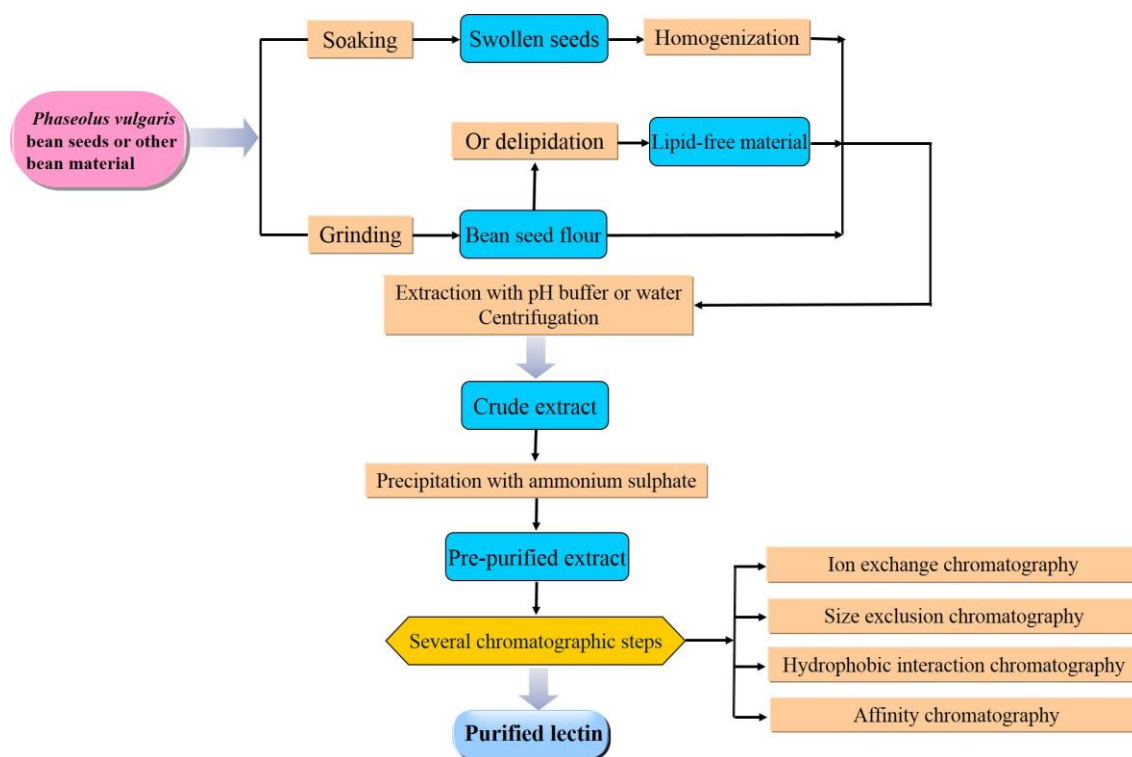 Soaking
Swollen seeds
Homogenization
Phaseolus vulgaris
bean seeds or other
bean material
Or delipidation
Lipid-free material
Grinding
Bean seed flour
Extraction with pH buffer or water
Centrifugation
Crude extract
Precipitation with ammonium sulphate
Pre-purified extract
Several chromatographic steps
Ion exchange chromatography
Size exclusion chromatography
Hydrophobic interaction chromatography
Affinity chromatography
Purified lectin